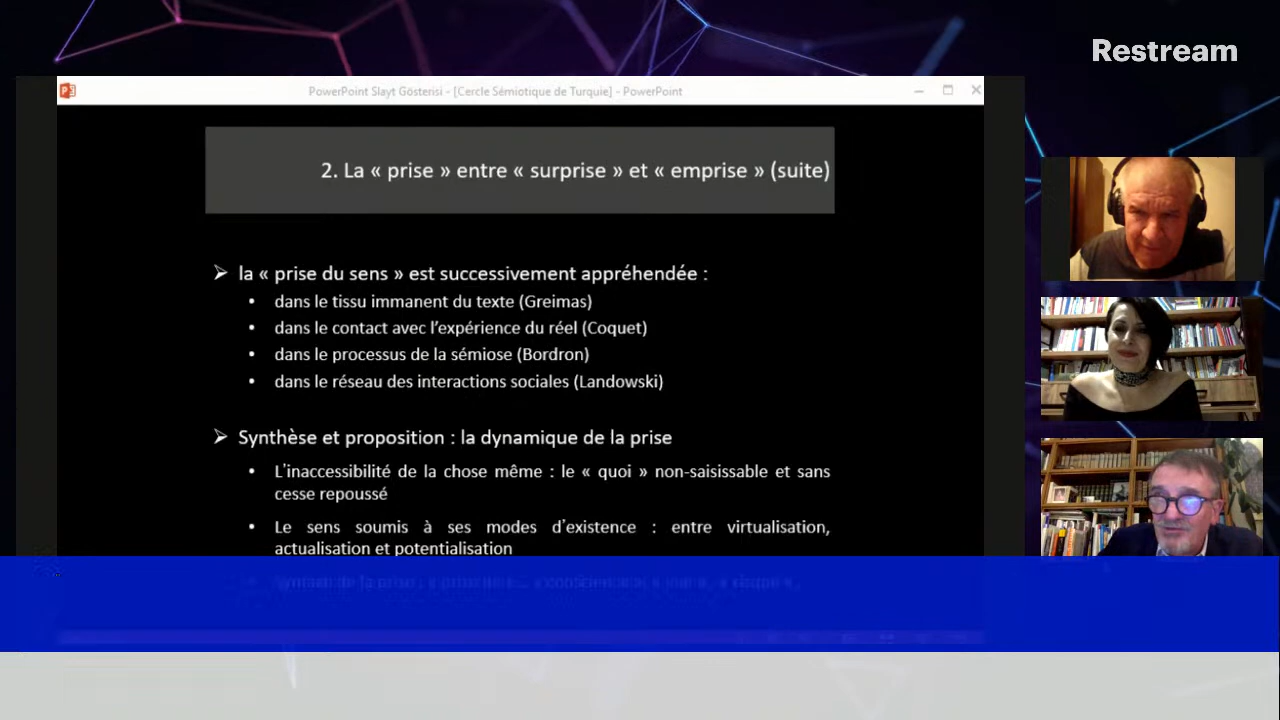 Restream
PowerPoint Slayt Gösterisi - [Cercle Sémiotique de Turquie] - PowerPoint
2. La « prise » entre « surprise » et « emprise » (suite)
la « prise du sens » est successivement appréhendée :
dans le tissu immanent du texte (Greimas)
dans le contact avec l’expérience du réel (Coquet)
dans le processus de la sémiose (Bordron)
dans le réseau des interactions sociales (Landowski)
Synthèse et proposition : la dynamique de la prise
L’inaccessibilité de la chose même : le « quoi » non-saisissable et sans
cesse repoussé
Le sens soumis à ses modes d’existence : entre virtualisation,
actualisation et potentialisation